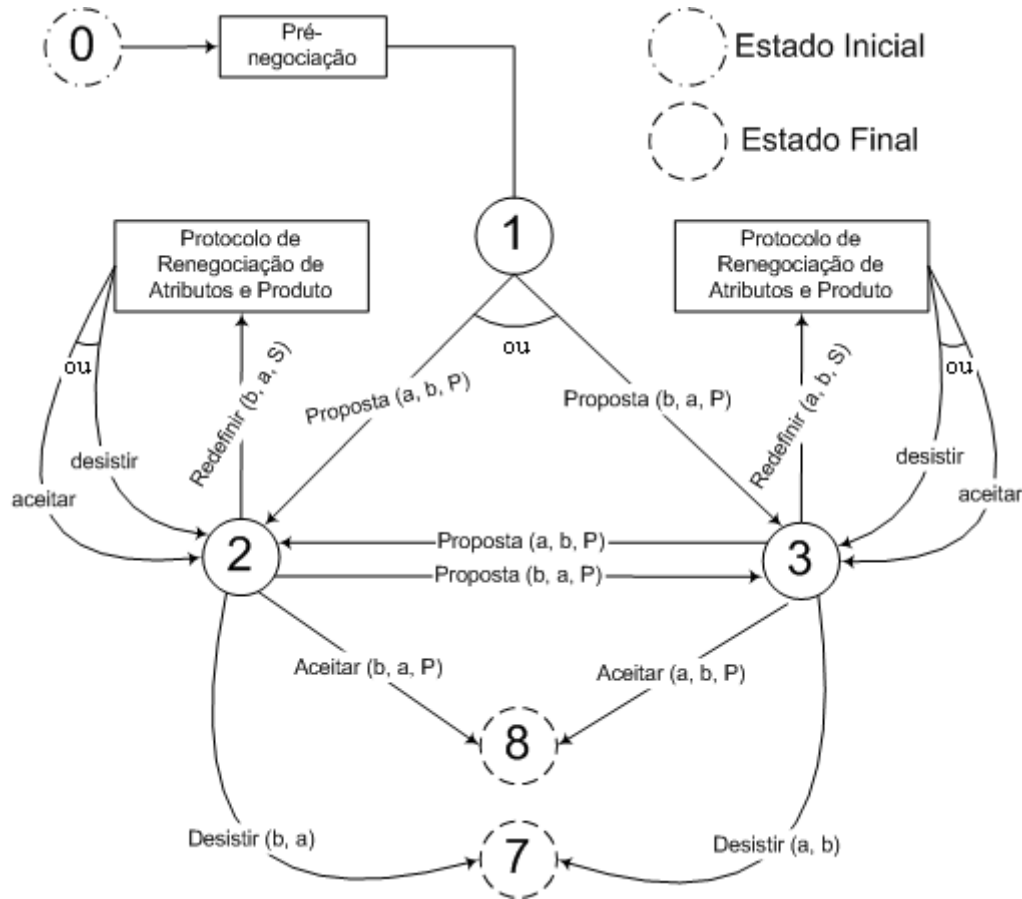 0
Pré-
negociação
Estado Inicial
Estado Final
1
Protocolo de
Renegociação de
Atributos e Produto
Protocolo de
Renegociação de
Atributos e Produto
ou
ou
ou
Redefinir (b, a, S)
Proposta (a, b, P)
Proposta (b, a, P)
Redefinir (a, b, S)
desistir
aceitar
desistir
aceitar
2
Proposta (a, b, P)
Proposta (b, a, P)
3
Aceitar (b, a, P)
Aceitar (a, b, P)
8
Desistir (b, a)
7
Desistir (a, b)